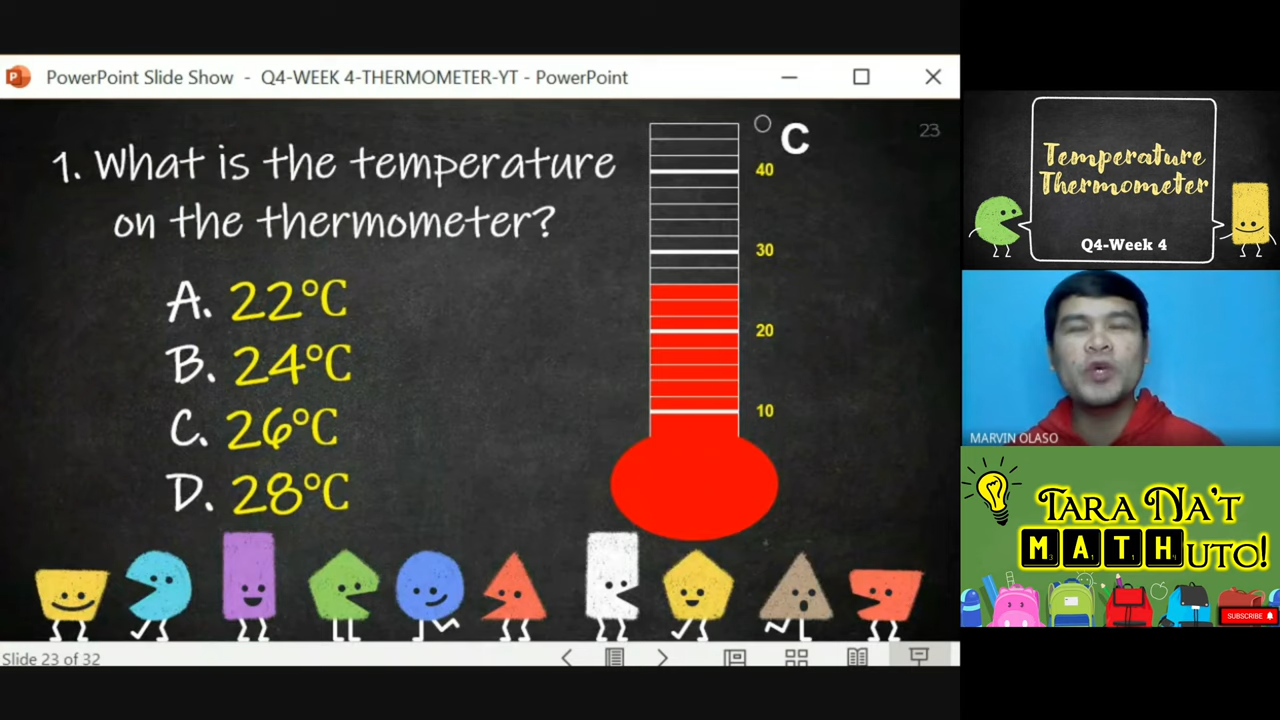 PowerPoint Slide Show - Q4-WEEK 4-THERMOMETER-YT - PowerPoint
1. What is the temperature
on the thermometer?
A. 22°C
B. 24°C
C. 26°C
D. 28°C
°C
40
30
20
10
23
Slide 23 of 32
Temperature
Thermometer
Q4-Week 4
MARVIN OLASO
TARA NA'T
MATHUTO!
SUBSCRIBE